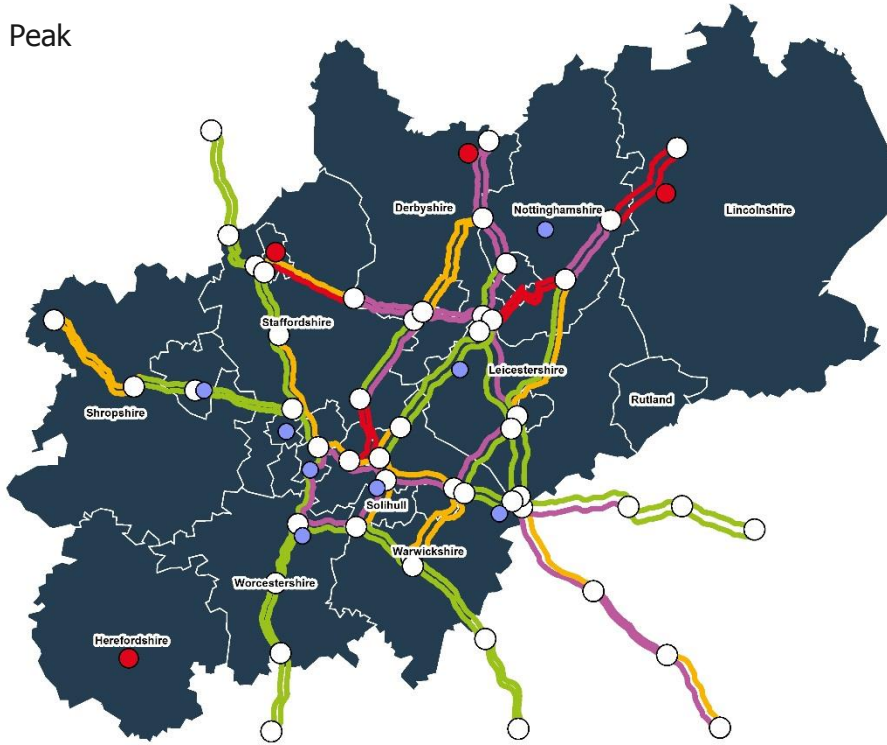 Peak
Derbyshire
Nottinghamshire
Lincolnshire
Staffordshire
Leicestershire
Rutland
Shropshire
Solihull
Warwickshire
Worcestershire
Herefordshire